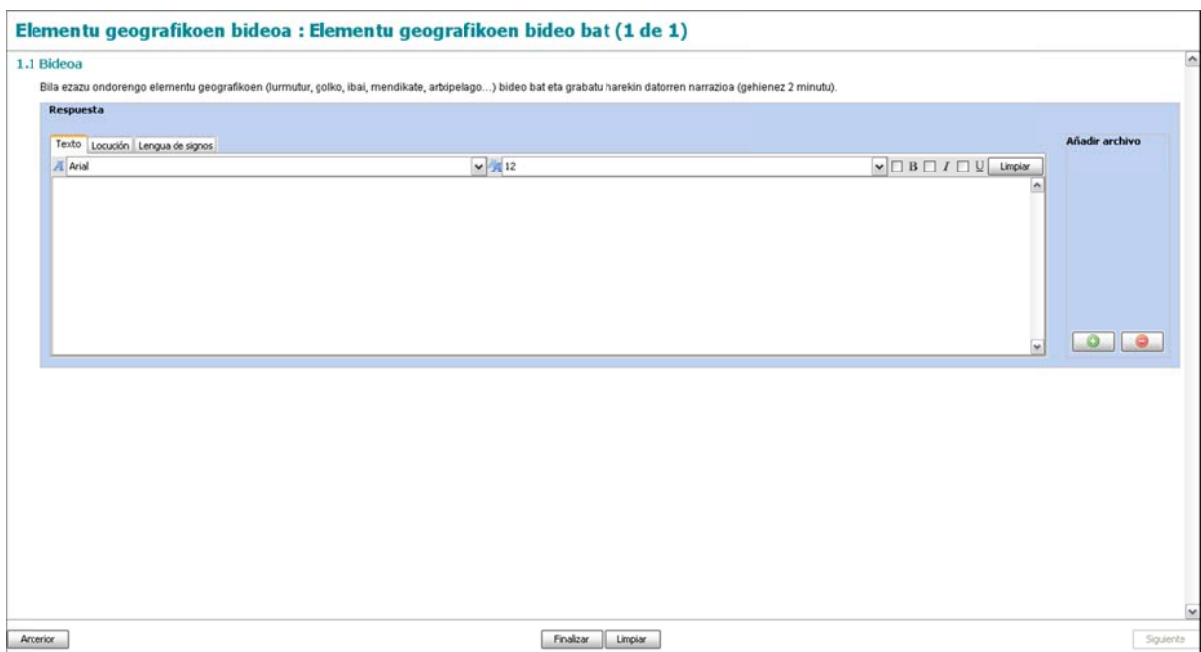 Elementu geografikoen bideoa : Elementu geografikoen bideo bat (1 de 1)
1.1 Bideoa
Bila ezazu ondorengo elementu geografikoen (lurmutur, golko, ibai, mendikate, artxipelago...) bideo bat eta grabatu harekin datorren narrazioa (gehienez 2 minutu).
Respuesta
Texto Locución Lengua de signos
Añadir archivo
A Arial A 12 B I U Limpiar
Anterior Finalizar Limpiar Siguiente